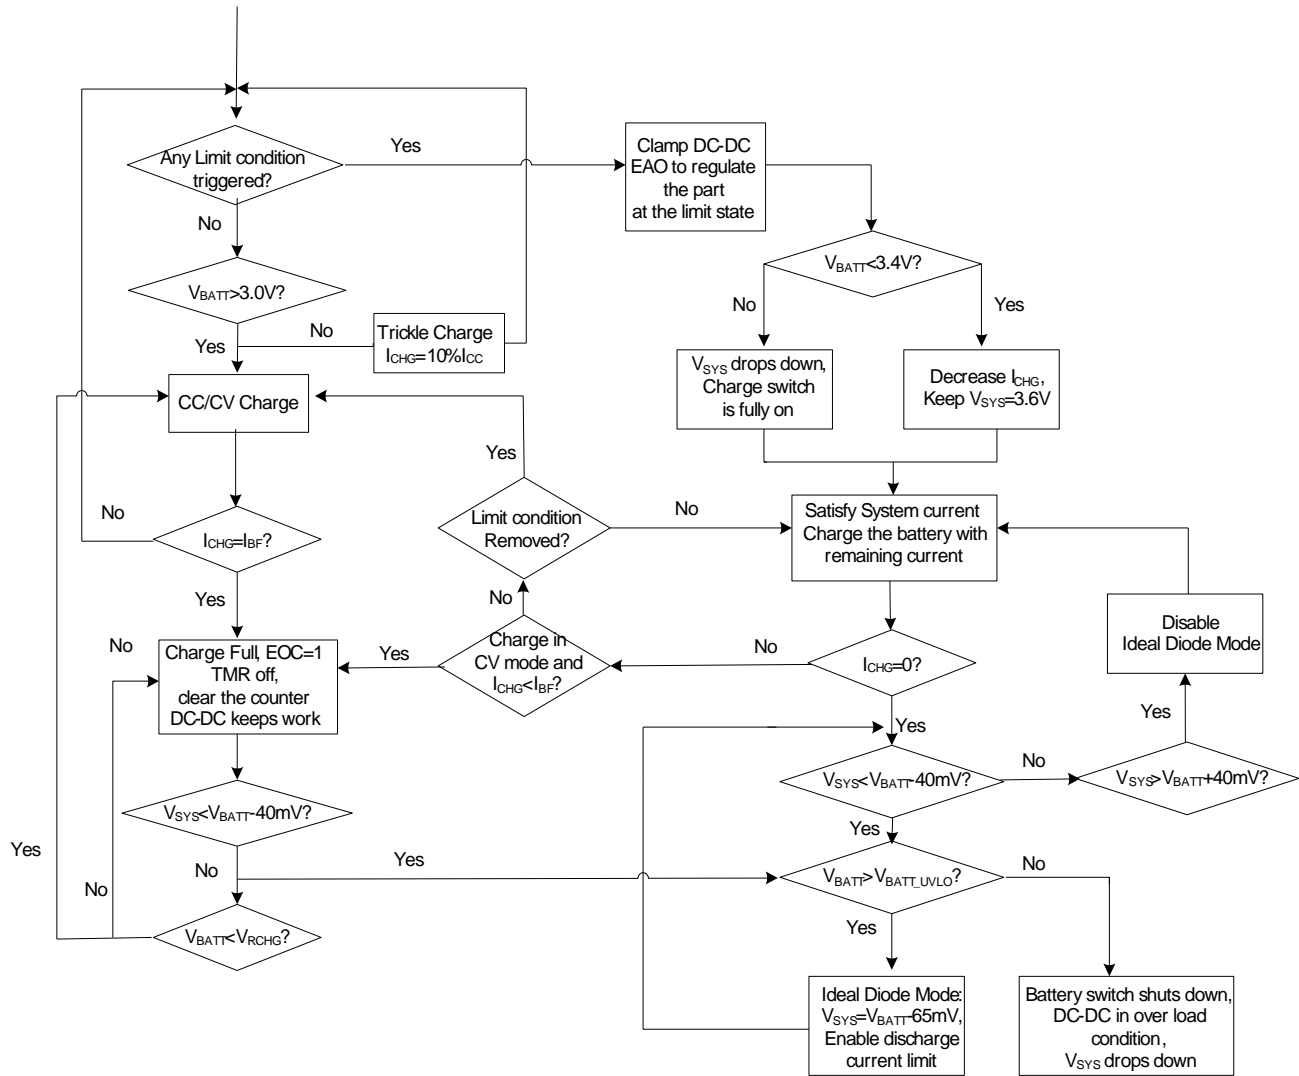 Any Limit condition
triggered?
Yes
No
Clamp DC-DC
EAO to regulate
the part
at the limit state
VBATT>3.0V?
No
Yes
Trickle Charge
ICHG=10%ICC
VBATT<3.4V?
No
Yes
VSYS drops down,
Charge switch
is fully on
Decrease ICHG,
Keep VSYS=3.6V
CC/CV Charge
Yes
No
ICHG=IBF?
Yes
Limit condition
Removed?
No
Satisfy System current
Charge the battery with
remaining current
No
Charge Full, EOC=1
TMR off,
clear the counter
DC-DC keeps work
No
Yes
Charge in
CV mode and
ICHG<IBF?
No
ICHG=0?
Yes
Disable
Ideal Diode Mode
Yes
VSYS<VBATT-40mV?
No
VSYS>VBATT+40mV?
Yes
VSYS<VBATT-40mV?
No
Yes
VBATT>VBATT_UVLO?
No
Yes
Yes
No
VBATT<VRCHG?
Ideal Diode Mode:
VSYS=VBATT-65mV,
Enable discharge
current limit
Battery switch shuts down,
DC-DC in over load
condition,
VSYS drops down